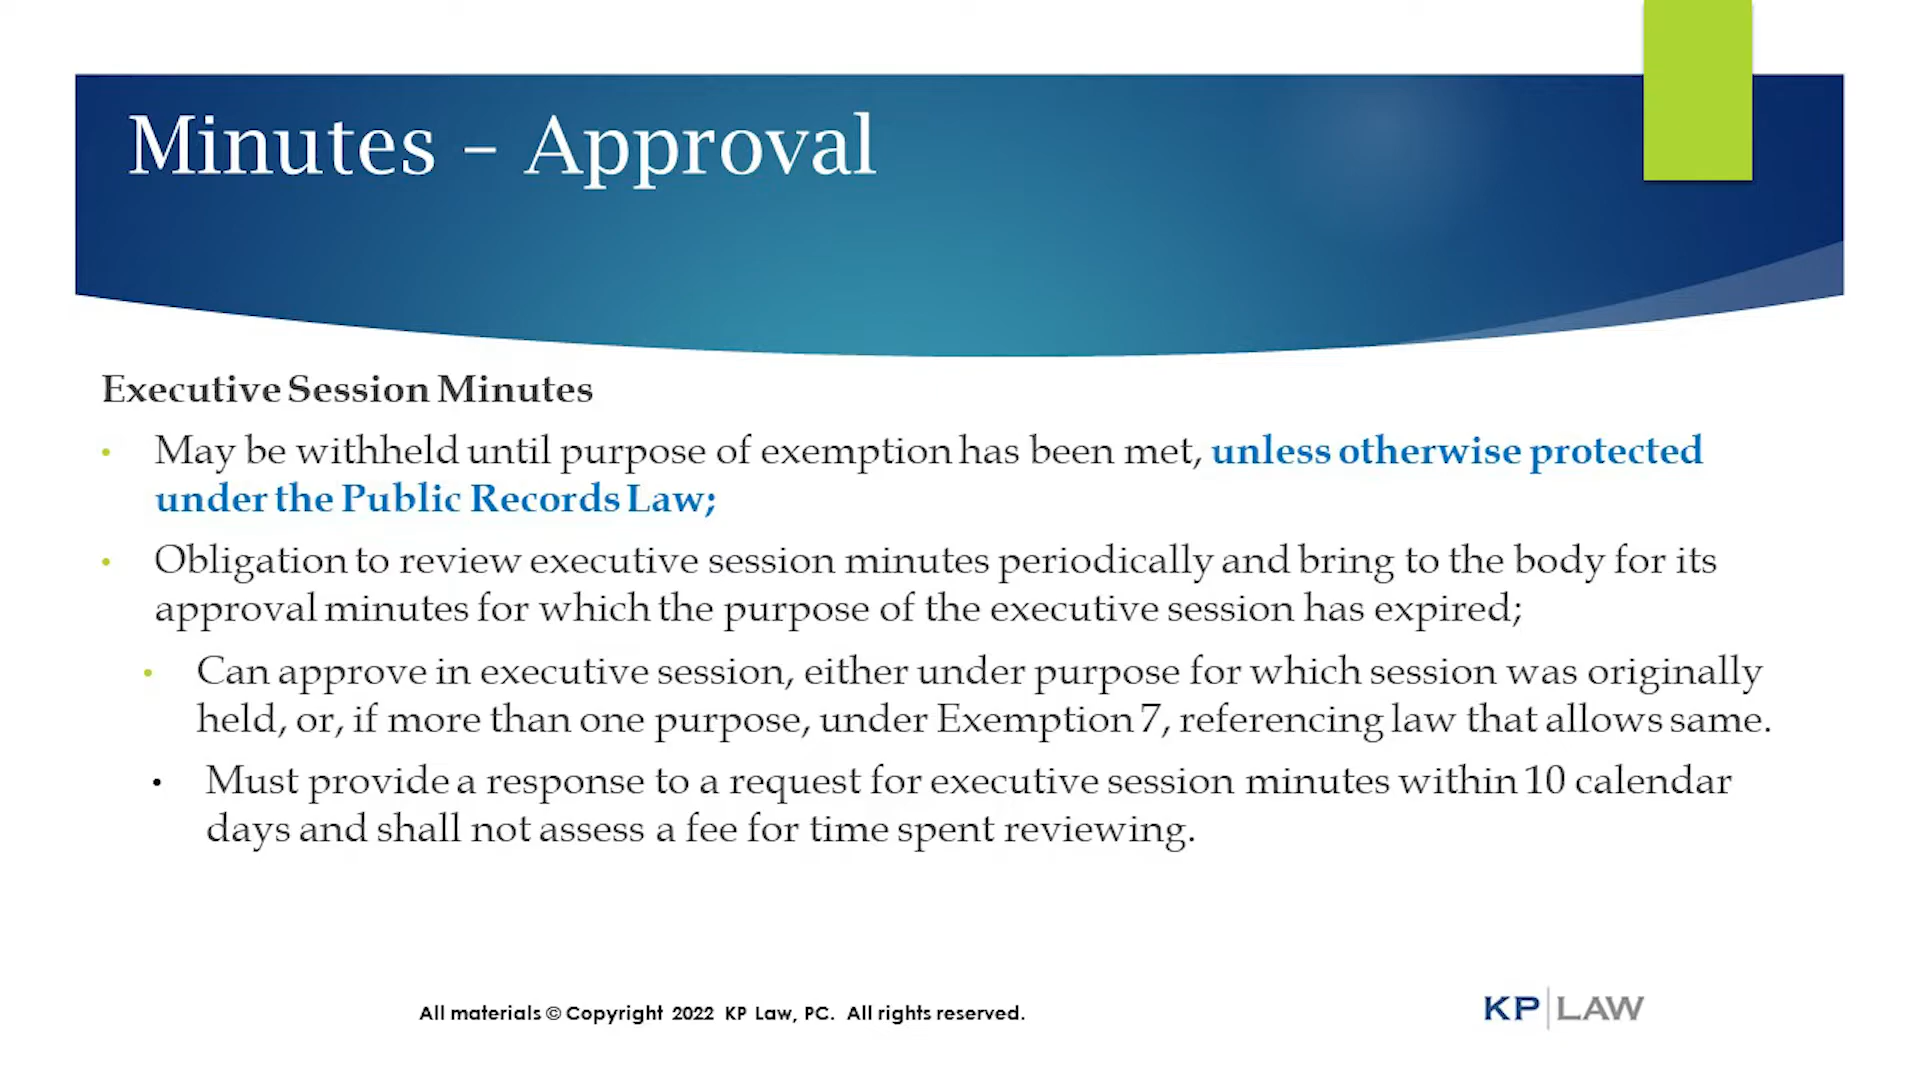 Minutes – Approval
Executive Session Minutes
• May be withheld until purpose of exemption has been met, unless otherwise protected
under the Public Records Law;
• Obligation to review executive session minutes periodically and bring to the body for its
approval minutes for which the purpose of the executive session has expired;
• Can approve in executive session, either under purpose for which session was originally
held, or, if more than one purpose, under Exemption 7, referencing law that allows same.
• Must provide a response to a request for executive session minutes within 10 calendar
days and shall not assess a fee for time spent reviewing.
All materials © Copyright 2022 KP Law, PC. All rights reserved.
KP|LAW